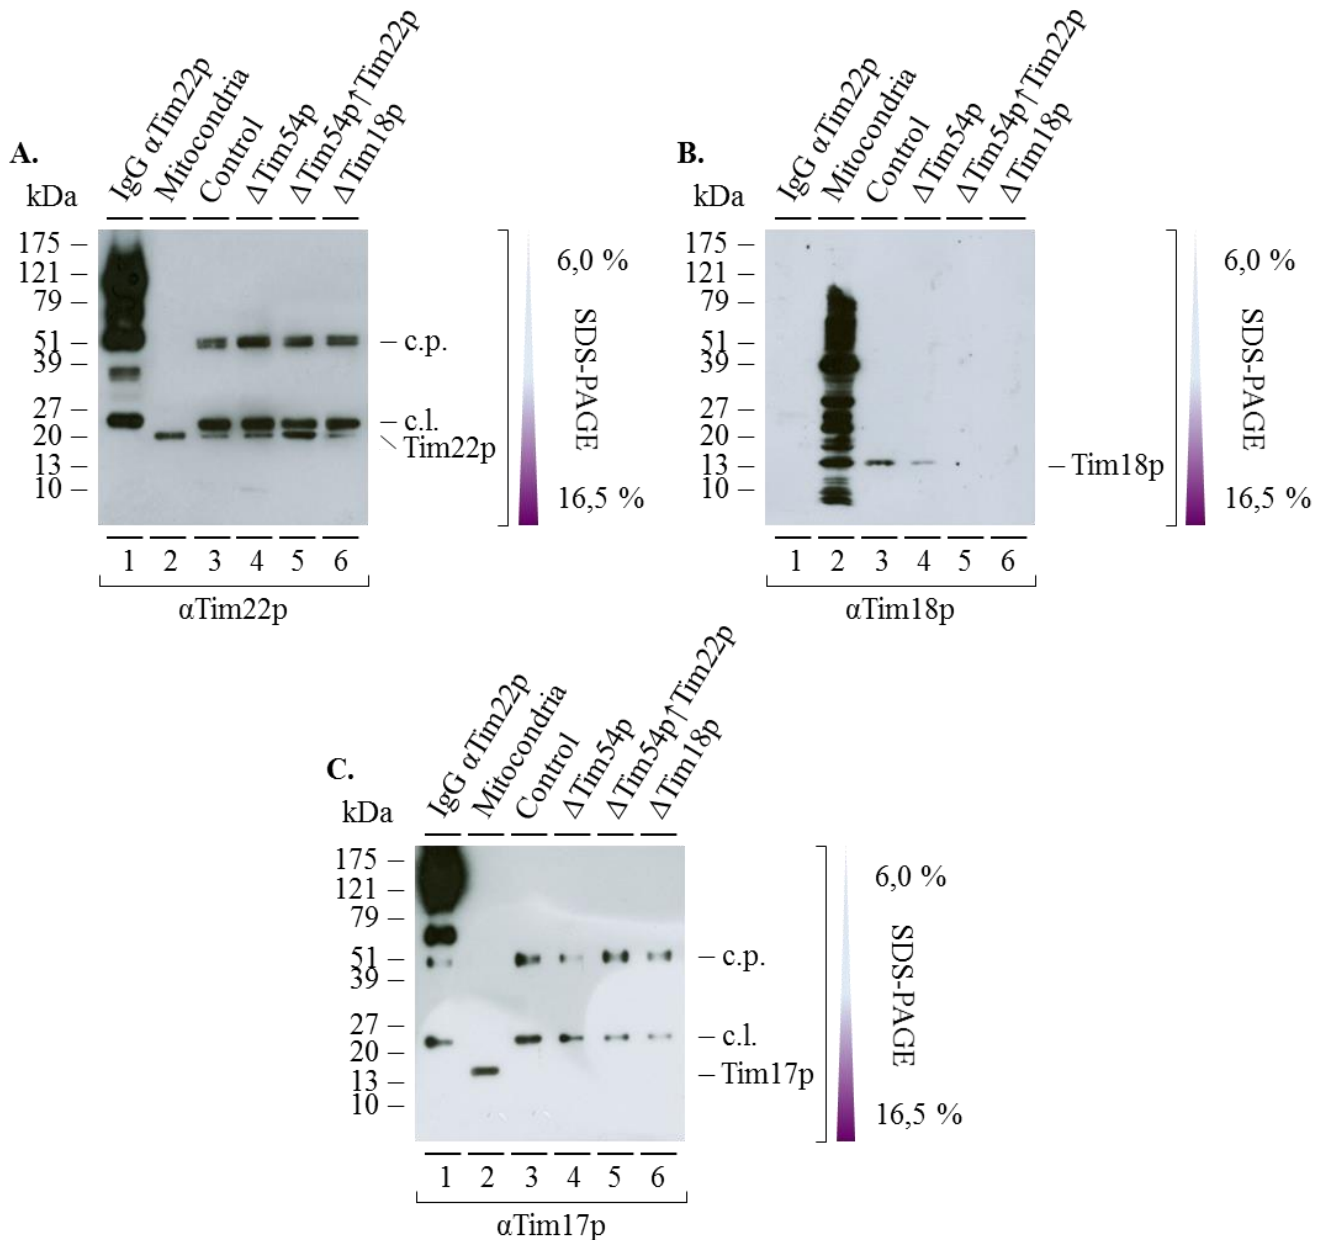 A.
kDa
IgG αTim22p
Mitocondria
Control
ΔTim54p
ΔTim54p↑Tim22p
ΔTim18p
175 –
121 –
79 –
51 –
39 –
27 –
20 –
13 –
10 –
– c.p.
– c.l.
\ Tim22p
6,0 %
SDS-PAGE
16,5 %
1 2 3 4 5 6
αTim22p
B.
kDa
IgG αTim22p
Mitocondria
Control
ΔTim54p
ΔTim54p↑Tim22p
ΔTim18p
175 –
121 –
79 –
51 –
39 –
27 –
20 –
13 –
10 –
– Tim18p
6,0 %
SDS-PAGE
16,5 %
1 2 3 4 5 6
αTim18p
C.
kDa
IgG αTim22p
Mitocondria
Control
ΔTim54p
ΔTim54p↑Tim22p
ΔTim18p
175 –
121 –
79 –
51 –
39 –
27 –
20 –
13 –
10 –
– c.p.
– c.l.
– Tim17p
6,0 %
SDS-PAGE
16,5 %
1 2 3 4 5 6
αTim17p